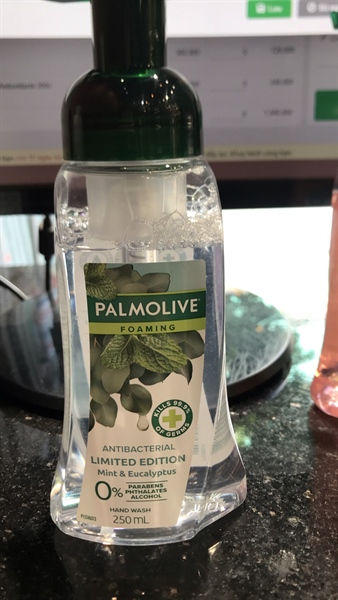 Lưu
PALMOLIVE
FOAMING
KILLS 99.9%
OF GERMS
ANTIBACTERIAL
LIMITED EDITION
Mint & Eucalyptus
0% PARABENS
PHTHALATES
ALCOHOL
HAND WASH
250 mL